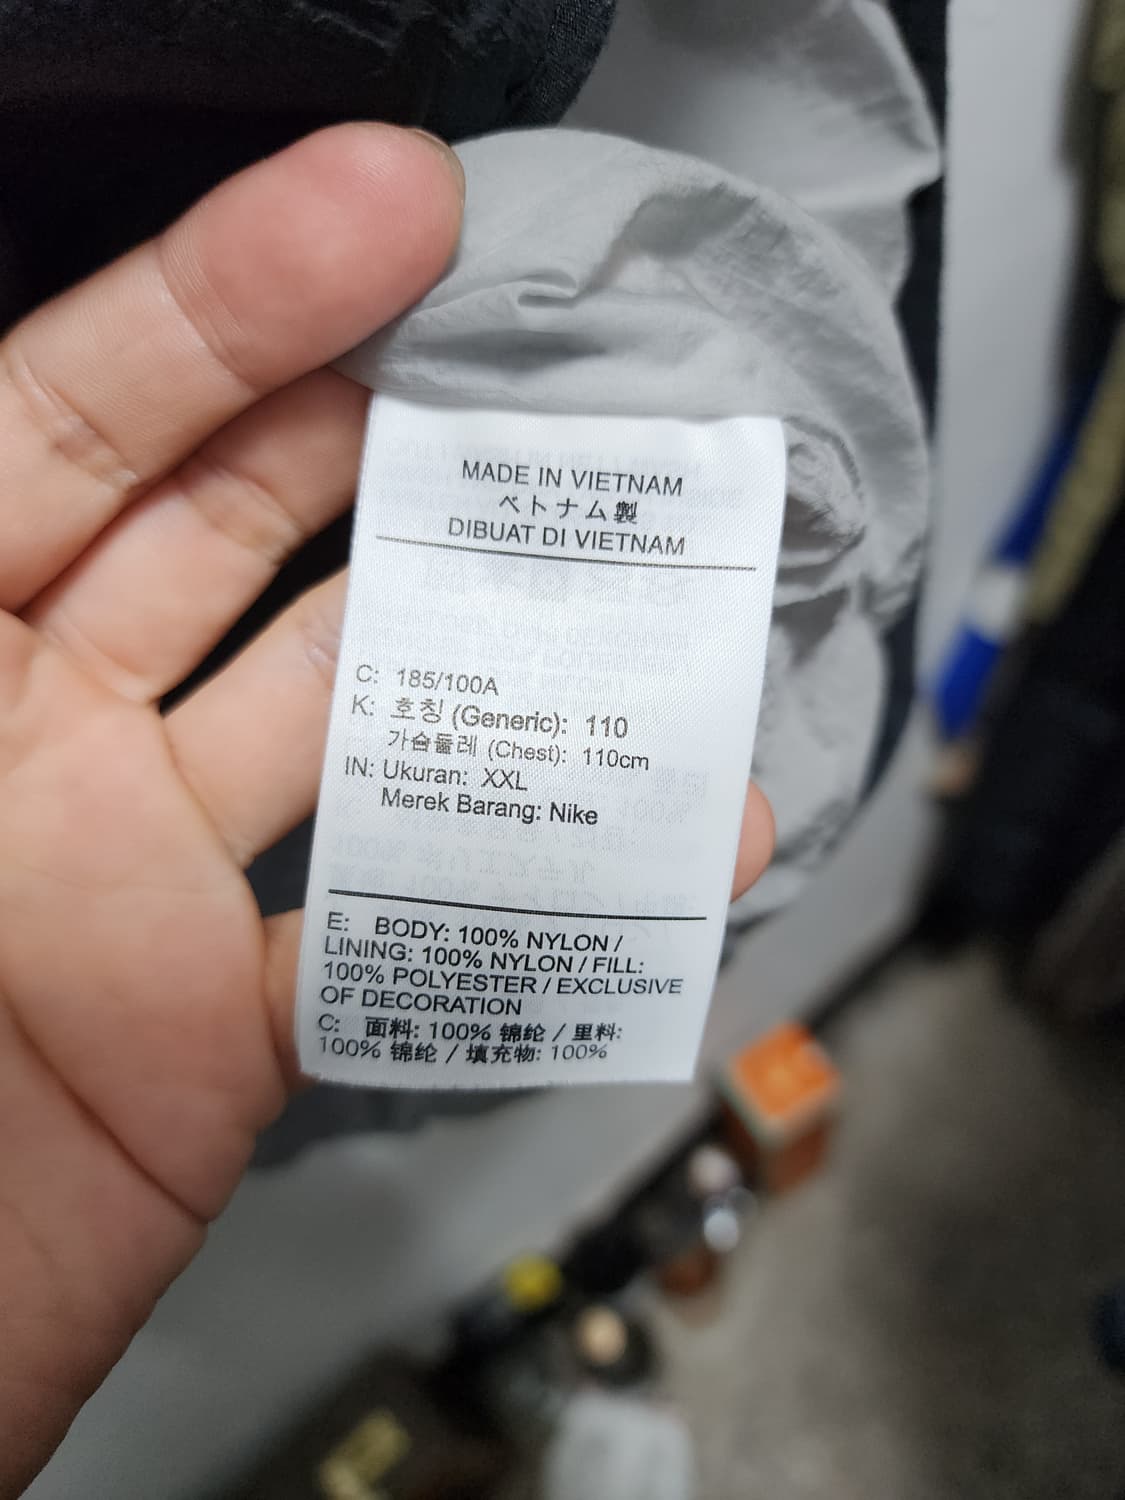 MADE IN VIETNAM
ベトナム製
DIBUAT DI VIETNAM
C: 185/100A
K: 호칭 (Generic): 110
가슴둘레 (Chest): 110cm
IN: Ukuran: XXL
Merek Barang: Nike
E: BODY: 100% NYLON /
LINING: 100% NYLON / FILL:
100% POLYESTER / EXCLUSIVE
OF DECORATION
C: 面料: 100% 锦纶 / 里料:
100% 锦纶 / 填充物: 100%